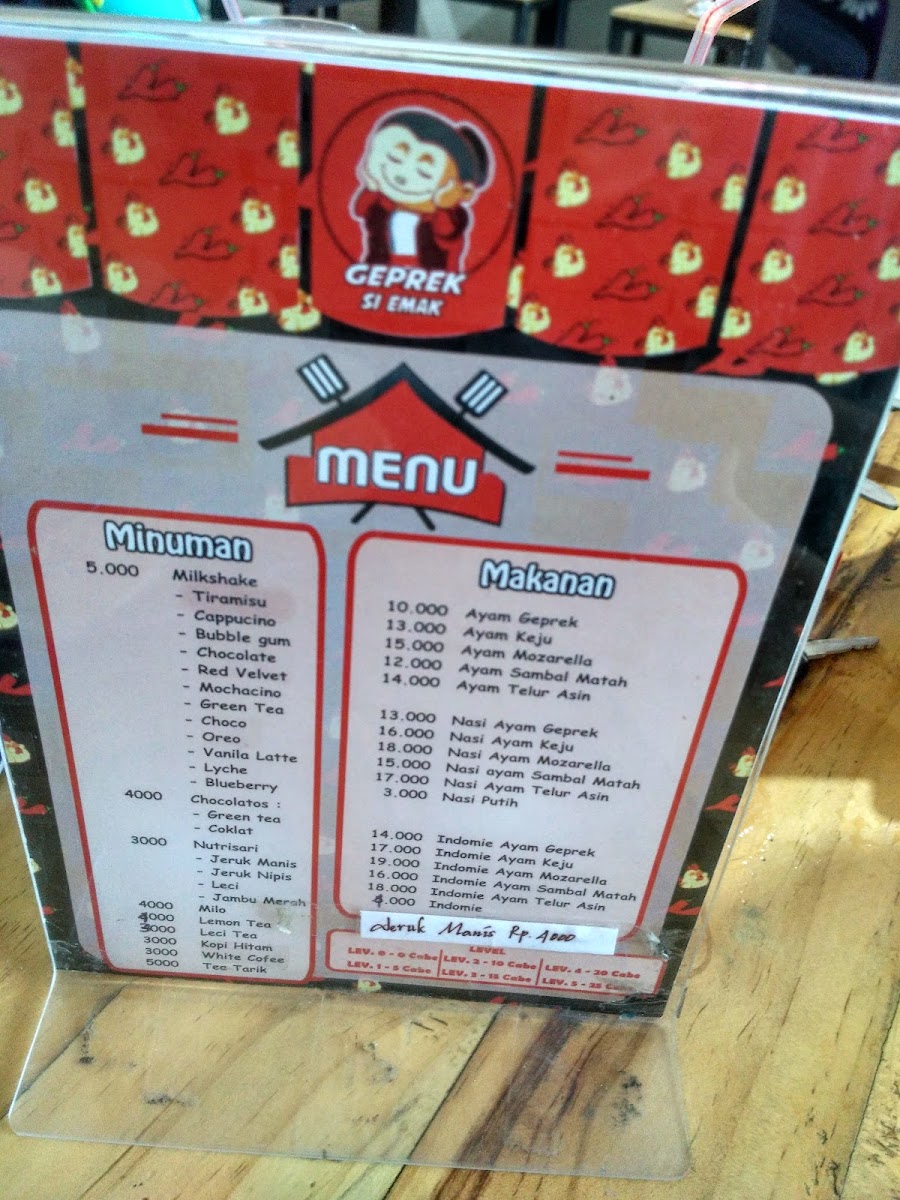 GEPREK
SI EMAK
MENU
Minuman
5.000 Milkshake
- Tiramisu
- Cappucino
- Bubble gum
- Chocolate
- Red Velvet
- Mochacino
- Green Tea
- Choco
- Oreo
- Vanila Latte
- Lyche
- Blueberry
4000 Chocolatos :
- Green tea
- Coklat
3000 Nutrisari
- Jeruk Manis
- Jeruk Nipis
- Leci
- Jambu Merah
4000 Milo
Lemon Tea
Leci Tea
3000 Kopi Hitam
3000 White Cofee
5000 Tea Tarik
Makanan
10.000 Ayam Geprek
13.000 Ayam Keju
15.000 Ayam Mozarella
12.000 Ayam Sambal Matah
14.000 Ayam Telur Asin
13.000 Nasi Ayam Geprek
16.000 Nasi Ayam Keju
18.000 Nasi Ayam Mozarella
15.000 Nasi ayam Sambal Matah
17.000 Nasi Ayam Telur Asin
3.000 Nasi Putih
14.000 Indomie Ayam Geprek
17.000 Indomie Ayam Keju
19.000 Indomie Ayam Mozarella
16.000 Indomie Ayam Sambal Matah
18.000 Indomie Ayam Telur Asin
Indomie
Jeruk Manis Rp. 4000
LEVEL
LEV. 0 - 0 Cabe LEV. 2 - 10 Cabe LEV. 4 - 20 Cabe
LEV. 1 - 5 Cabe LEV. 3 - 15 Cabe LEV. 5 - 25 Cabe